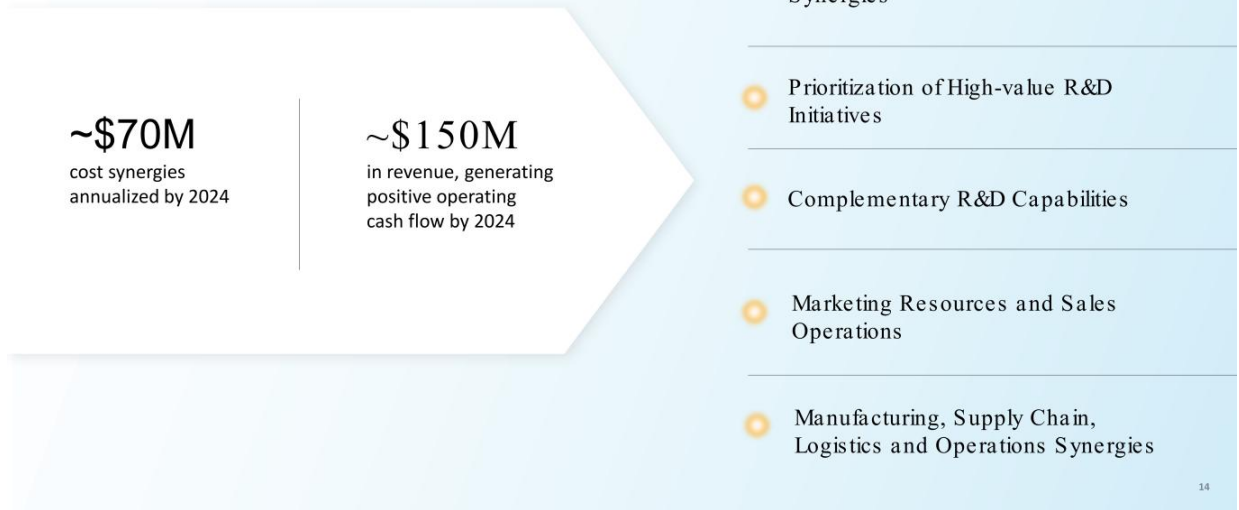 Synergies
~$70M
cost synergies
annualized by 2024
~$150M
in revenue, generating
positive operating
cash flow by 2024
Prioritization of High-value R&D
Initiatives
Complementary R&D Capabilities
Marketing Resources and Sales
Operations
Manufacturing, Supply Chain,
Logistics and Operations Synergies
14